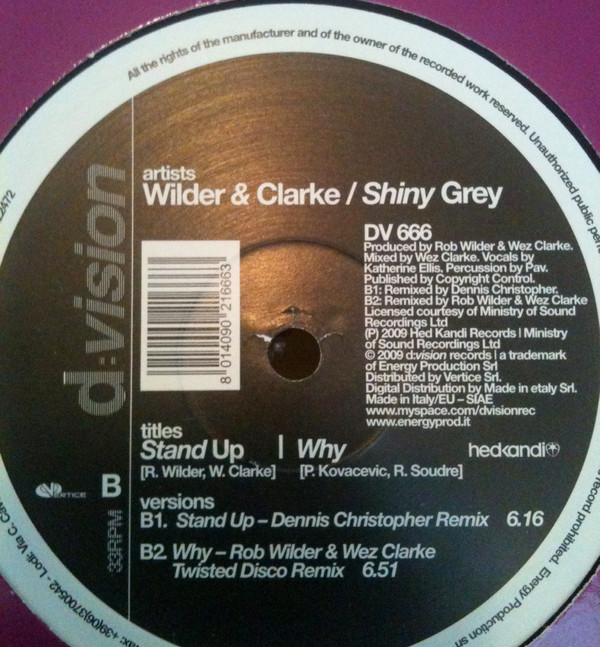 All the rights of the manufacturer and of the owner of the recorded work reserved. Unauthorized public
d:vision
artists
Wilder & Clarke / Shiny Grey
8 014090 216663
DV 666
Produced by Rob Wilder & Wez Clarke.
Mixed by Wez Clarke. Vocals by
Katherine Ellis. Percussion by Pav.
Published by Copyright Control.
B1: Remixed by Dennis Christopher.
B2: Remixed by Rob Wilder & Wez Clarke
Licensed courtesy of Ministry of Sound
Recordings Ltd
(P) 2009 Hed Kandi Records | Ministry
of Sound Recordings Ltd
© 2009 d:vision records | a trademark
of Energy Production Srl
Distributed by Vertice Srl.
Digital Distribution by Made in etaly Srl.
Made in Italy/EU – SIAE
www.myspace.com/dvisionrec
www.energyprod.it
titles
Stand Up | Why
[R. Wilder, W. Clarke] [P. Kovacevic, R. Soudre]
hedkandi
VERTICE
B
33RPM
versions
B1. Stand Up – Dennis Christopher Remix 6.16
B2. Why – Rob Wilder & Wez Clarke
Twisted Disco Remix 6.51
record prohibited. Energy Production
+39(06)3700542 - Lodi: Via C.